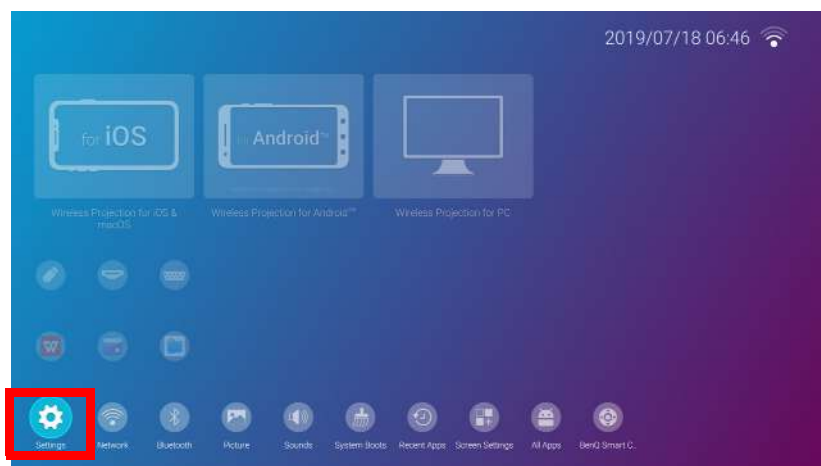 2019/07/18 06:46
for iOS
for Android™
Wireless Projection for iOS &
macOS
Wireless Projection for Android™
Wireless Projection for PC
W
Settings
Network
Bluetooth
Picture
Sounds
System Boots
Recent Apps
Screen Settings
All Apps
BenQ Smart C..